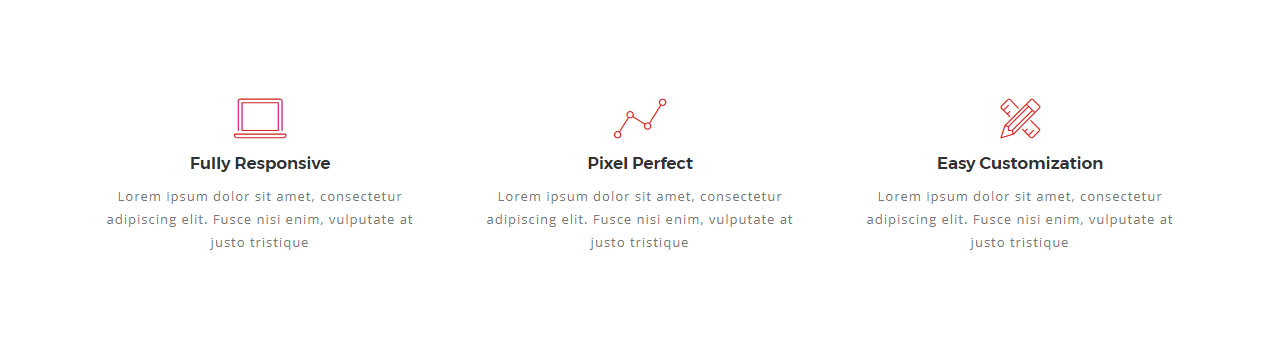 Fully Responsive
Lorem ipsum dolor sit amet, consectetur
adipiscing elit. Fusce nisi enim, vulputate at
justo tristique
Pixel Perfect
Lorem ipsum dolor sit amet, consectetur
adipiscing elit. Fusce nisi enim, vulputate at
justo tristique
Easy Customization
Lorem ipsum dolor sit amet, consectetur
adipiscing elit. Fusce nisi enim, vulputate at
justo tristique